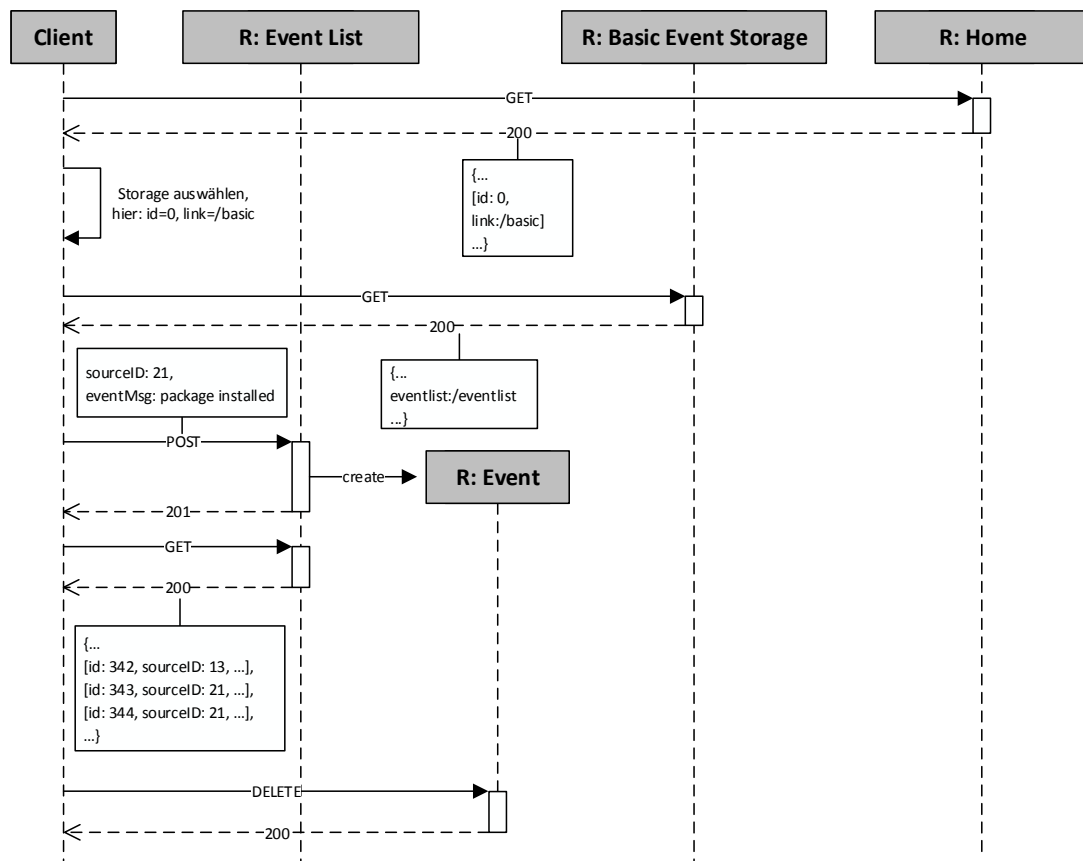 Client
R: Event List
R: Basic Event Storage
R: Home
GET
200
{...
[id: 0,
link:/basic]
...}
Storage auswählen,
hier: id=0, link=/basic
GET
200
{...
eventlist:/eventlist
...}
sourceID: 21,
eventMsg: package installed
POST
create
R: Event
201
GET
200
{...
[id: 342, sourceID: 13, ...],
[id: 343, sourceID: 21, ...],
[id: 344, sourceID: 21, ...],
...}
DELETE
200